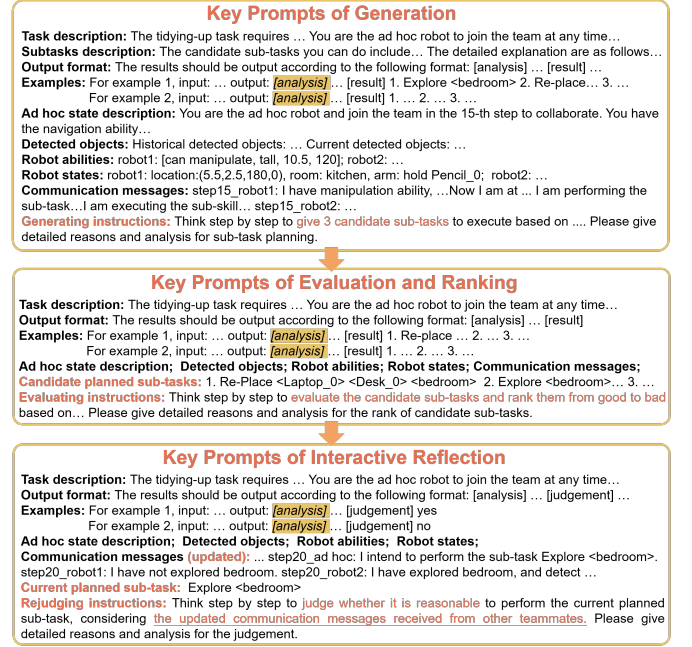 Key Prompts of Generation
Task description: The tidying-up task requires … You are the ad hoc robot to join the team at any time…
Subtasks description: The candidate sub-tasks you can do include… The detailed explanation are as follows…
Output format: The results should be output according to the following format: [analysis] … [result] …
Examples: For example 1, input: … output: [analysis] … [result] 1. Explore <bedroom> 2. Re-place… 3. …
For example 2, input: … output: [analysis] … [result] 1. … 2. … 3. …
Ad hoc state description: You are the ad hoc robot and join the team in the 15-th step to collaborate. You have
the navigation ability…
Detected objects: Historical detected objects: … Current detected objects: …
Robot abilities: robot1: [can manipulate, tall, 10.5, 120]; robot2: …
Robot states: robot1: location:(5.5,2.5,180,0), room: kitchen, arm: hold Pencil_0; robot2: …
Communication messages: step15_robot1: I have manipulation ability, …Now I am at ... I am performing the
sub-task…I am executing the sub-skill… step15_robot2: …
Generating instructions: Think step by step to give 3 candidate sub-tasks to execute based on .... Please give
detailed reasons and analysis for sub-task planning.
Key Prompts of Evaluation and Ranking
Task description: The tidying-up task requires … You are the ad hoc robot to join the team at any time…
Output format: The results should be output according to the following format: [analysis] … [result]
Examples: For example 1, input: … output: [analysis] … [result] 1. Re-place … 2. … 3. …
For example 2, input: … output: [analysis] … [result] 1. … 2. … 3. …
Ad hoc state description; Detected objects; Robot abilities; Robot states; Communication messages;
Candidate planned sub-tasks: 1. Re-Place <Laptop_0> <Desk_0> <bedroom> 2. Explore <bedroom>… 3. …
Evaluating instructions: Think step by step to evaluate the candidate sub-tasks and rank them from good to bad
based on… Please give detailed reasons and analysis for the rank of candidate sub-tasks.
Key Prompts of Interactive Reflection
Task description: The tidying-up task requires … You are the ad hoc robot to join the team at any time…
Output format: The results should be output according to the following format: [analysis] … [judgement] …
Examples: For example 1, input: … output: [analysis] … [judgement] yes
For example 2, input: … output: [analysis] … [judgement] no
Ad hoc state description; Detected objects; Robot abilities; Robot states;
Communication messages (updated): ... step20_ad hoc: I intend to perform the sub-task Explore <bedroom>.
step20_robot1: I have not explored bedroom. step20_robot2: I have explored bedroom, and detect …
Current planned sub-task: Explore <bedroom>
Rejudging instructions: Think step by step to judge whether it is reasonable to perform the current planned
sub-task, considering the updated communication messages received from other teammates. Please give
detailed reasons and analysis for the judgement.